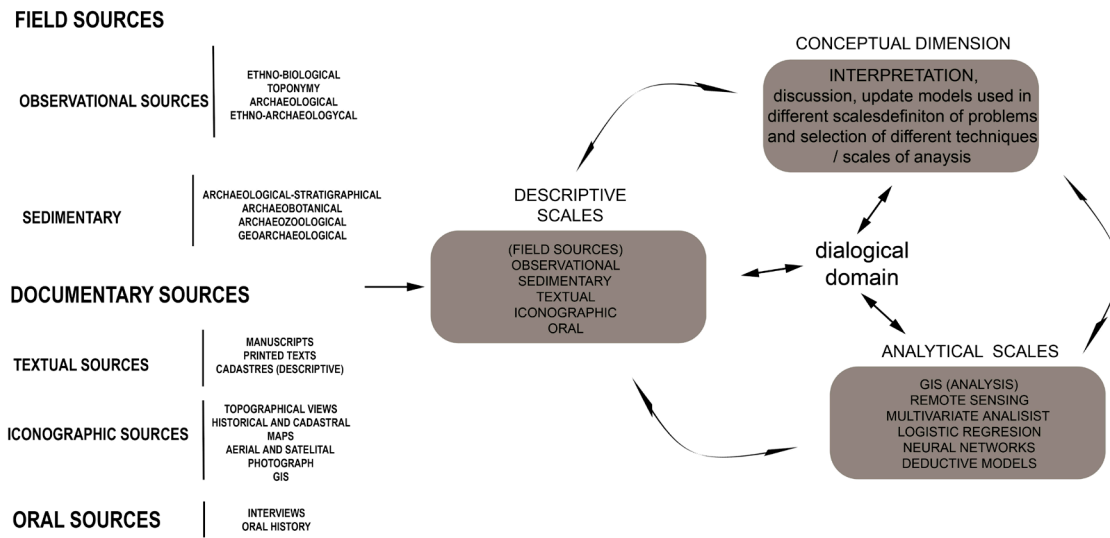 FIELD SOURCES
OBSERVATIONAL SOURCES
ETHNO-BIOLOGICAL
TOPONYMY
ARCHAEOLOGICAL
ETHNO-ARCHAEOLOGYCAL
SEDIMENTARY
ARCHAEOLOGICAL-STRATIGRAPHICAL
ARCHAEOBOTANICAL
ARCHAEOZOOLOGICAL
GEOARCHAEOLOGICAL
DOCUMENTARY SOURCES
TEXTUAL SOURCES
MANUSCRIPTS
PRINTED TEXTS
CADASTRES (DESCRIPTIVE)
ICONOGRAPHIC SOURCES
TOPOGRAPHICAL VIEWS
HISTORICAL AND CADASTRAL
MAPS
AERIAL AND SATELITAL
PHOTOGRAPH
GIS
ORAL SOURCES
INTERVIEWS
ORAL HISTORY
DESCRIPTIVE
SCALES
(FIELD SOURCES)
OBSERVATIONAL
SEDIMENTARY
TEXTUAL
ICONOGRAPHIC
ORAL
CONCEPTUAL DIMENSION
INTERPRETATION,
discussion, update models used in
different scalesdefiniton of problems
and selection of different techniques
/ scales of anaysis
dialogical
domain
ANALYTICAL SCALES
GIS (ANALYSIS)
REMOTE SENSING
MULTIVARIATE ANALISIST
LOGISTIC REGRESION
NEURAL NETWORKS
DEDUCTIVE MODELS